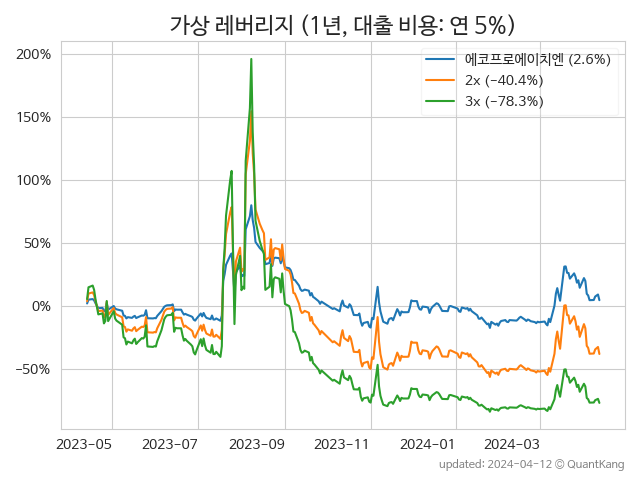 가상 레버리지 (1년, 대출 비용: 연 5%)
200%
150%
100%
50%
0%
−50%
에코프로에이치엔 (2.6%)
2x (−40.4%)
3x (−78.3%)
2023-05
2023-07
2023-09
2023-11
2024-01
2024-03
updated: 2024-04-12 © QuantKang